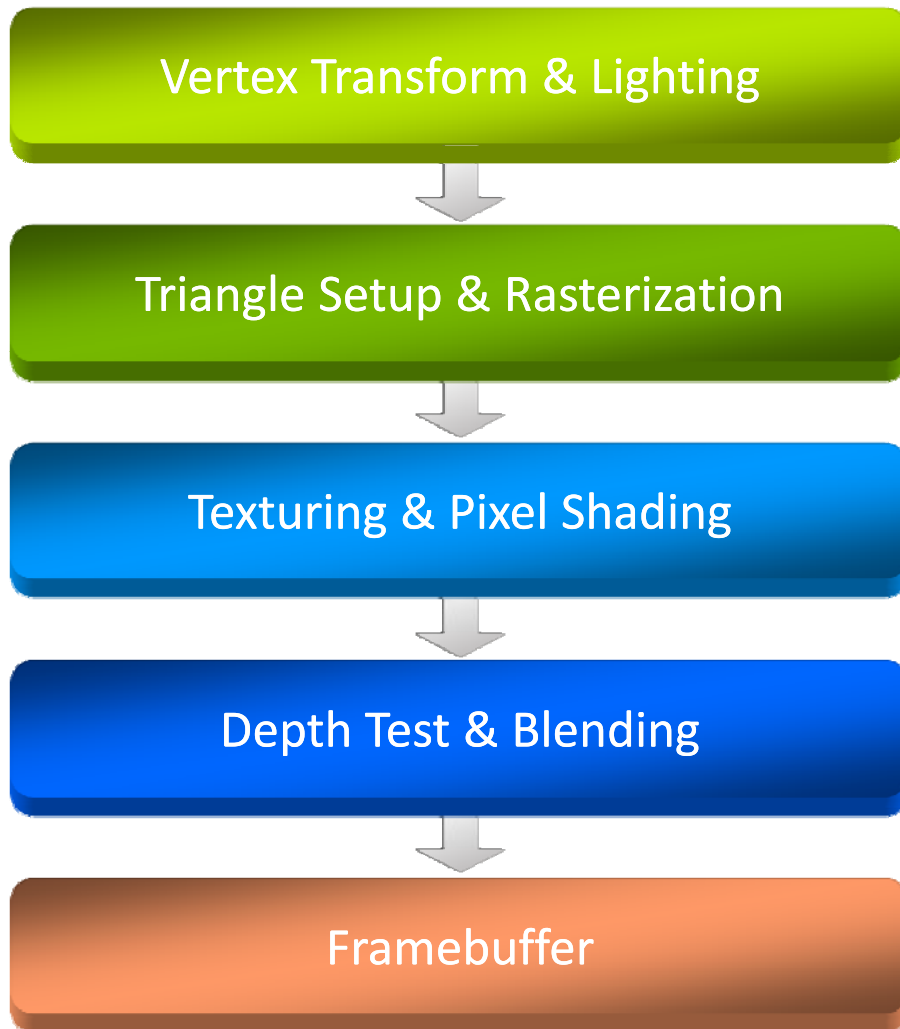 Vertex Transform & Lighting
Triangle Setup & Rasterization
Texturing & Pixel Shading
Depth Test & Blending
Framebuffer